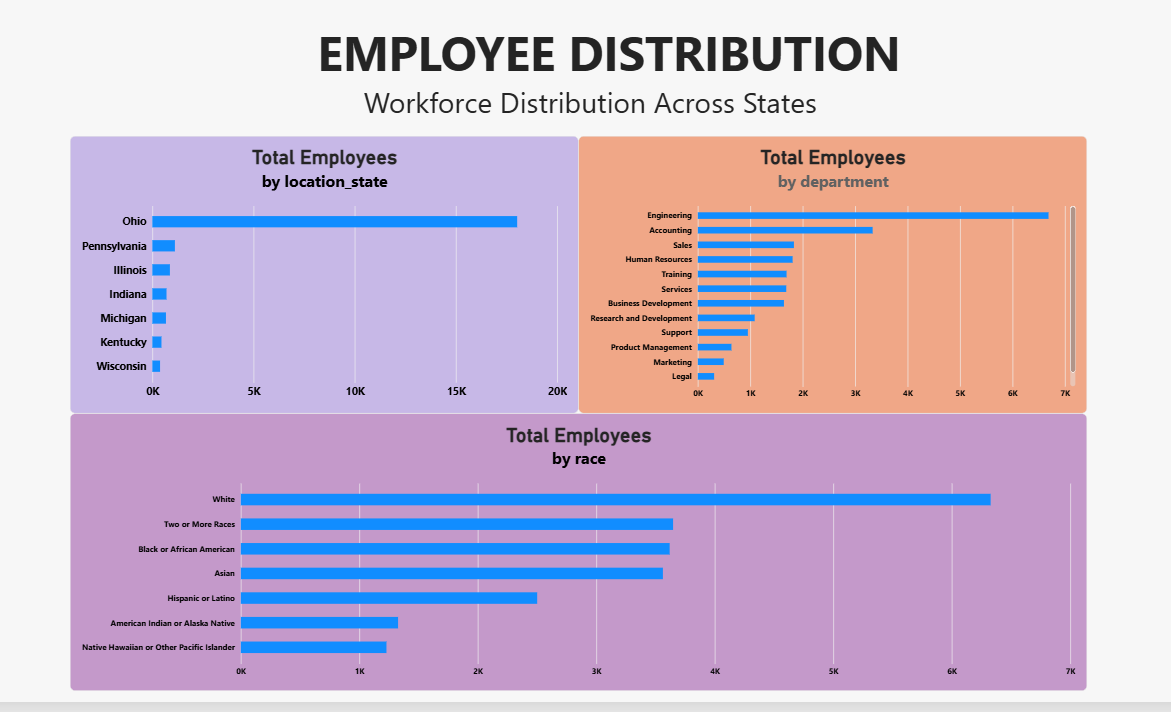 EMPLOYEE DISTRIBUTION
Workforce Distribution Across States
Total Employees
by location_state
Ohio
Pennsylvania
Illinois
Indiana
Michigan
Kentucky
Wisconsin
0K 5K 10K 15K 20K
Total Employees
by department
Engineering
Accounting
Sales
Human Resources
Training
Services
Business Development
Research and Development
Support
Product Management
Marketing
Legal
0K 1K 2K 3K 4K 5K 6K 7K
Total Employees
by race
White
Two or More Races
Black or African American
Asian
Hispanic or Latino
American Indian or Alaska Native
Native Hawaiian or Other Pacific Islander
0K 1K 2K 3K 4K 5K 6K 7K